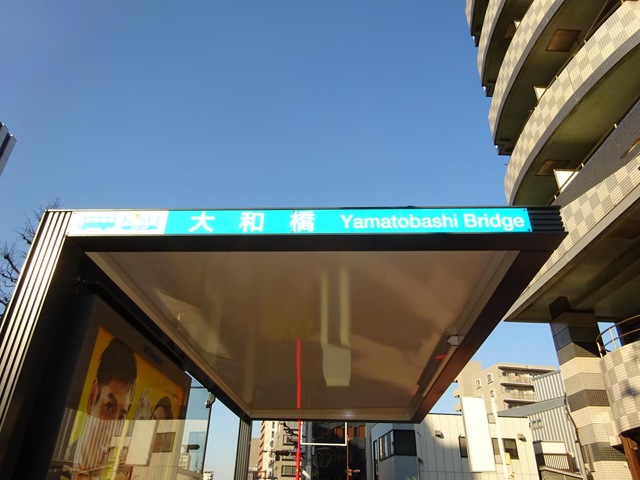 大和橋 Yamatobashi Bridge